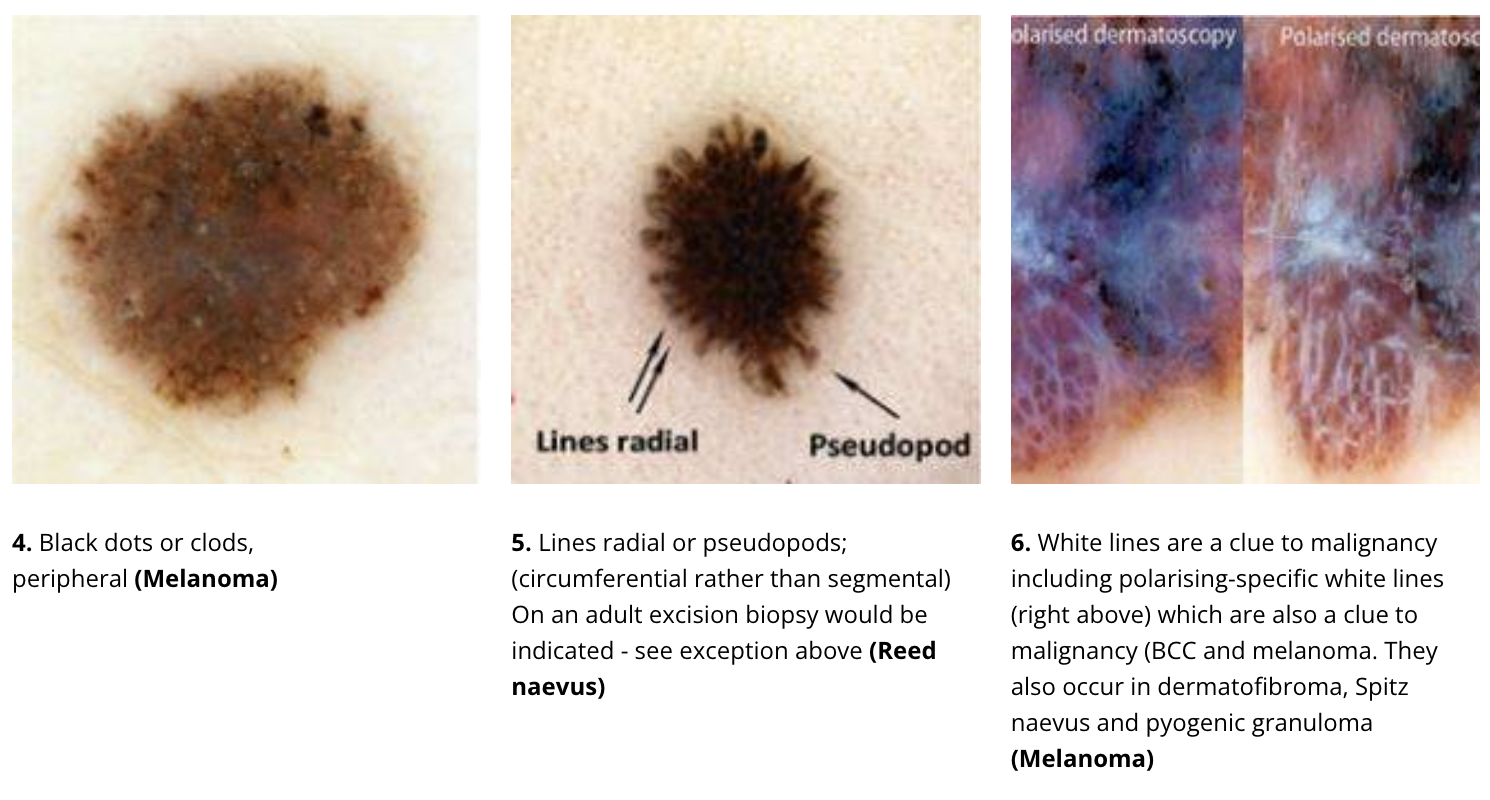 olarised dermatoscopy
Polarised dermatosc
Lines radial
Pseudopod
4. Black dots or clods,
peripheral (Melanoma)
5. Lines radial or pseudopods;
(circumferential rather than segmental)
On an adult excision biopsy would be
indicated - see exception above (Reed
naevus)
6. White lines are a clue to malignancy
including polarising-specific white lines
(right above) which are also a clue to
malignancy (BCC and melanoma. They
also occur in dermatofibroma, Spitz
naevus and pyogenic granuloma
(Melanoma)